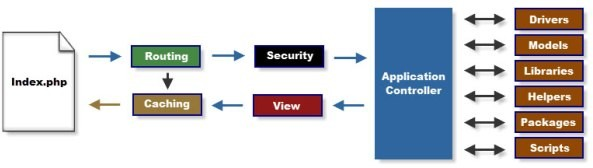 Index.php
Routing
Security
Caching
View
Application
Controller
Drivers
Models
Libraries
Helpers
Packages
Scripts